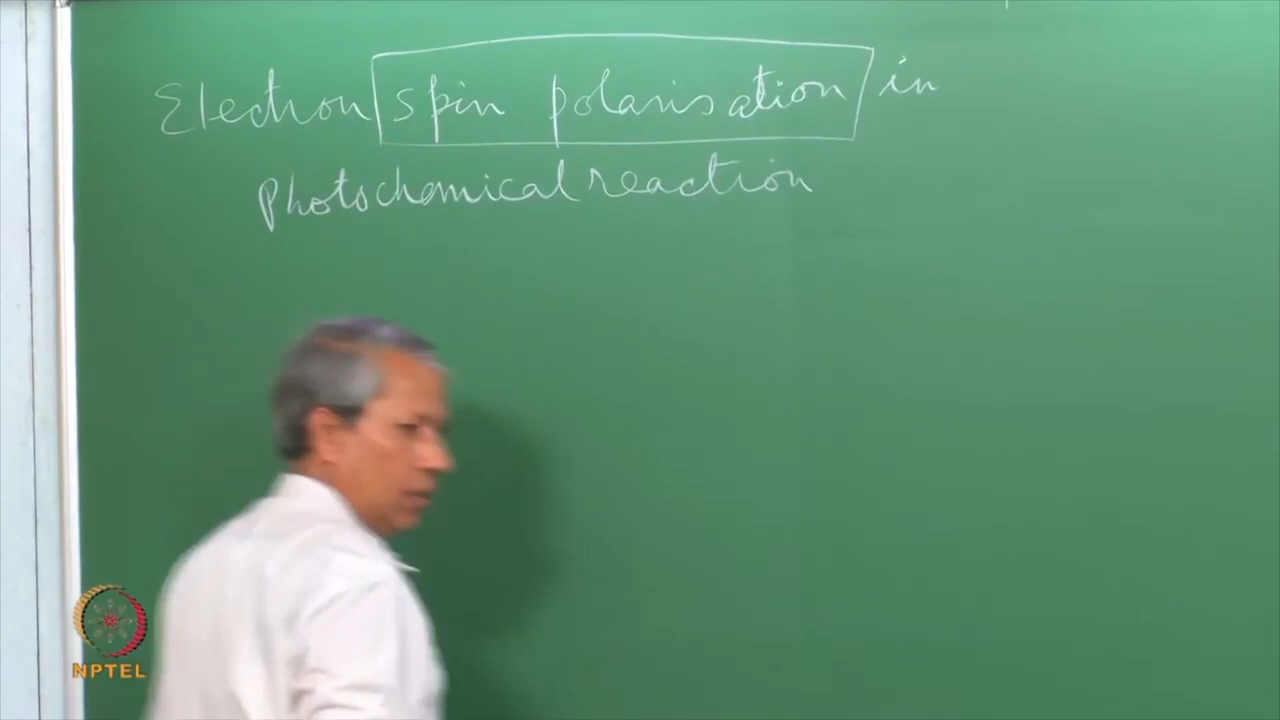 Electron spin polarisation in
photochemical reaction
NPTEL